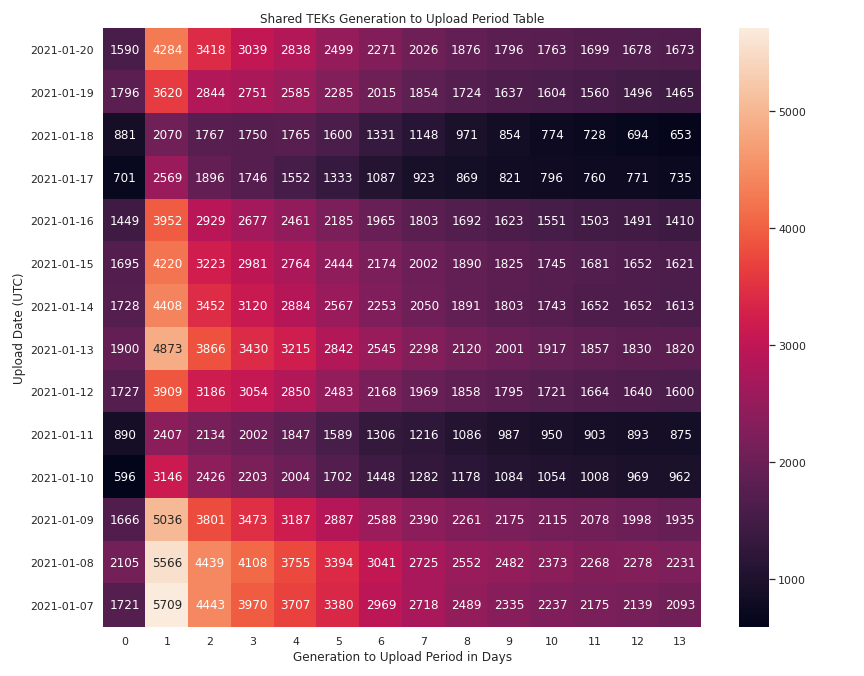 Shared TEKs Generation to Upload Period Table
2021-01-20 1590 4284 3418 3039 2838 2499 2271 2026 1876 1796 1763 1699 1678 1673
2021-01-19 1796 3620 2844 2751 2585 2285 2015 1854 1724 1637 1604 1560 1496 1465
2021-01-18 881 2070 1767 1750 1765 1600 1331 1148 971 854 774 728 694 653
2021-01-17 701 2569 1896 1746 1552 1333 1087 923 869 821 796 760 771 735
2021-01-16 1449 3952 2929 2677 2461 2185 1965 1803 1692 1623 1551 1503 1491 1410
2021-01-15 1695 4220 3223 2981 2764 2444 2174 2002 1890 1825 1745 1681 1652 1621
2021-01-14 1728 4408 3452 3120 2884 2567 2253 2050 1891 1803 1743 1652 1652 1613
2021-01-13 1900 4873 3866 3430 3215 2842 2545 2298 2120 2001 1917 1857 1830 1820
2021-01-12 1727 3909 3186 3054 2850 2483 2168 1969 1858 1795 1721 1664 1640 1600
2021-01-11 890 2407 2134 2002 1847 1589 1306 1216 1086 987 950 903 893 875
2021-01-10 596 3146 2426 2203 2004 1702 1448 1282 1178 1084 1054 1008 969 962
2021-01-09 1666 5036 3801 3473 3187 2887 2588 2390 2261 2175 2115 2078 1998 1935
2021-01-08 2105 5566 4439 4108 3755 3394 3041 2725 2552 2482 2373 2268 2278 2231
2021-01-07 1721 5709 4443 3970 3707 3380 2969 2718 2489 2335 2237 2175 2139 2093
0 1 2 3 4 5 6 7 8 9 10 11 12 13
Generation to Upload Period in Days
Upload Date (UTC)
5000
4000
3000
2000
1000